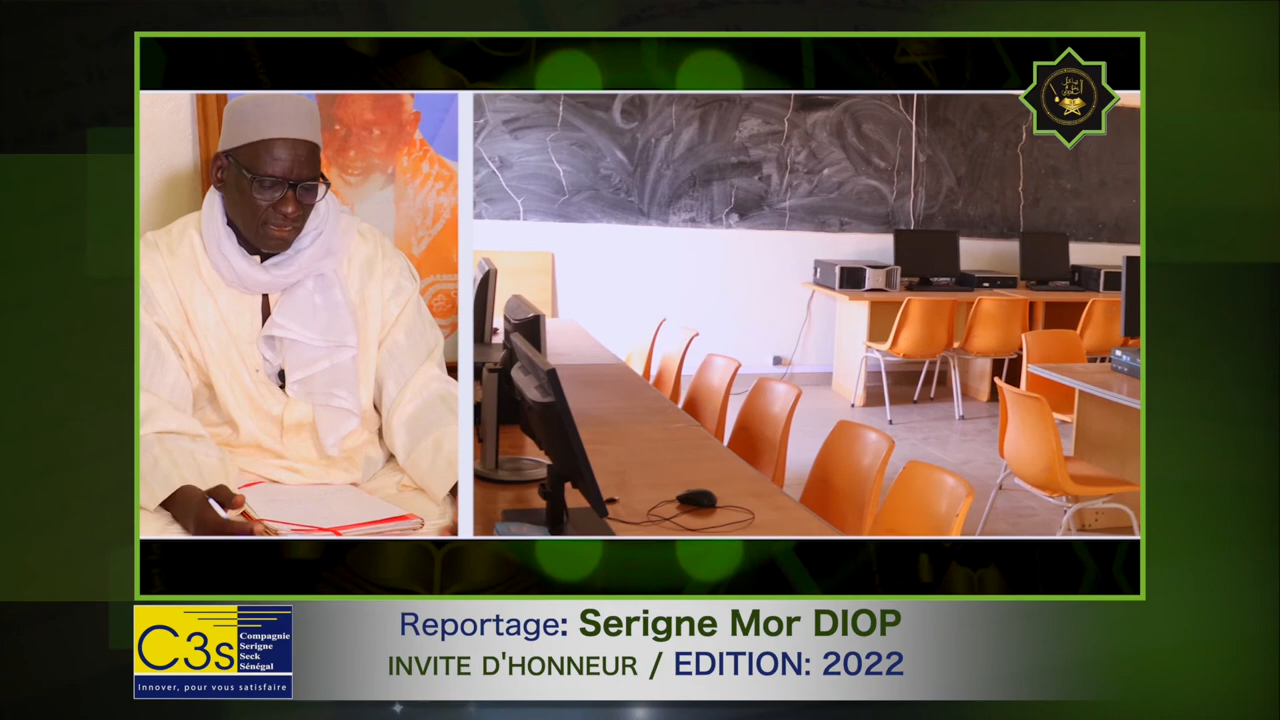 Reportage: Serigne Mor DIOP
INVITE D'HONNEUR / EDITION: 2022
C3s
Compagnie
Serigne
Seck
Sénégal
Innover, pour vous satisfaire